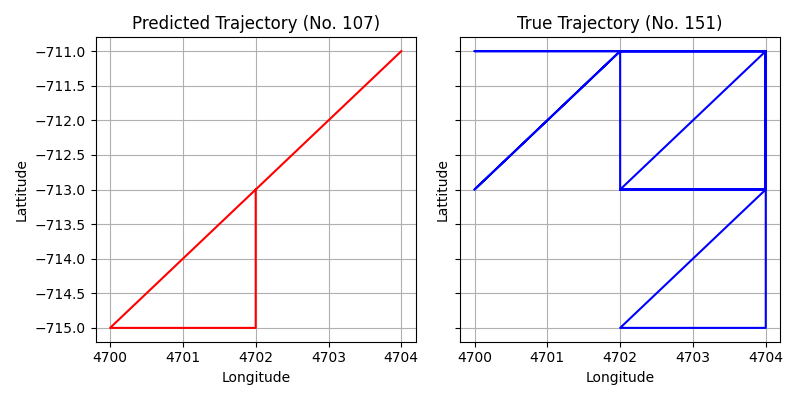 Predicted Trajectory (No. 107)
True Trajectory (No. 151)
−711.0
−711.5
−712.0
−712.5
−713.0
−713.5
−714.0
−714.5
−715.0
Lattitude
Lattitude
4700 4701 4702 4703 4704
4700 4701 4702 4703 4704
Longitude
Longitude